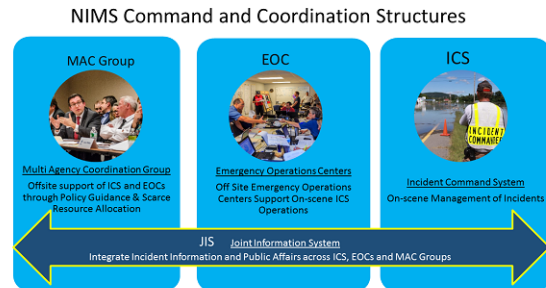 NIMS Command and Coordination Structures
MAC Group
Multi Agency Coordination Group
Offsite support of ICS and EOCs
through Policy Guidance & Scarce
Resource Allocation
EOC
Emergency Operations Centers
Off Site Emergency Operations
Centers Support On-scene ICS
Operations
ICS
INCIDENT
COMMANDER
Incident Command System
On-scene Management of Incidents
JIS Joint Information System
Integrate Incident Information and Public Affairs across ICS, EOCs and MAC Groups